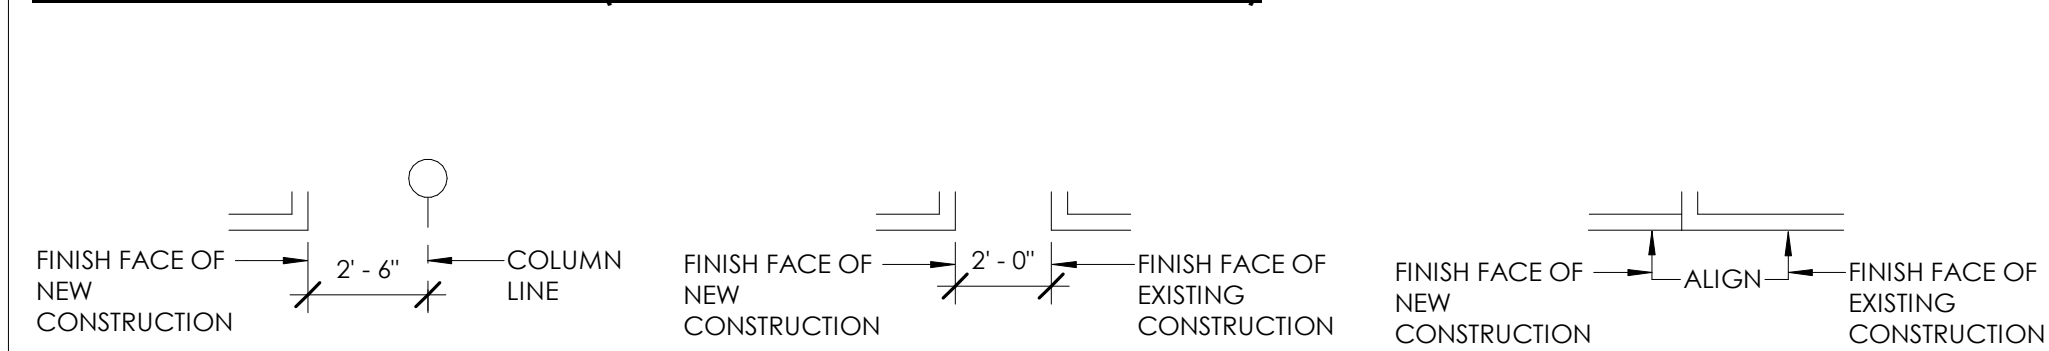 FINISH FACE OF
NEW
CONSTRUCTION
2' - 6"
COLUMN
LINE
FINISH FACE OF
NEW
CONSTRUCTION
2' - 0"
FINISH FACE OF
EXISTING
CONSTRUCTION
FINISH FACE OF
NEW
CONSTRUCTION
ALIGN
FINISH FACE OF
EXISTING
CONSTRUCTION